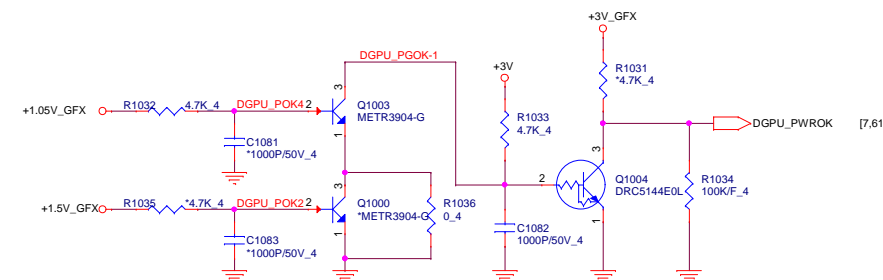 +3V_GFX
DGPU_PGOK-1
+3V
R1031
*4.7K_4
3
+1.05V_GFX
R1032
4.7K_4
DGPU_POK4
2
Q1003
METR3904-G
R1033
4.7K_4
DGPU_PWROK
[7,61
C1081
*1000P/50V_4
1
3
2
Q1004
DRC5144E0L
R1034
100K/F_4
3
+1.5V_GFX
R1035
*4.7K_4
DGPU_POK2
2
Q1000
*METR3904-G
R1036
0_4
1
C1083
*1000P/50V_4
1
C1082
1000P/50V_4